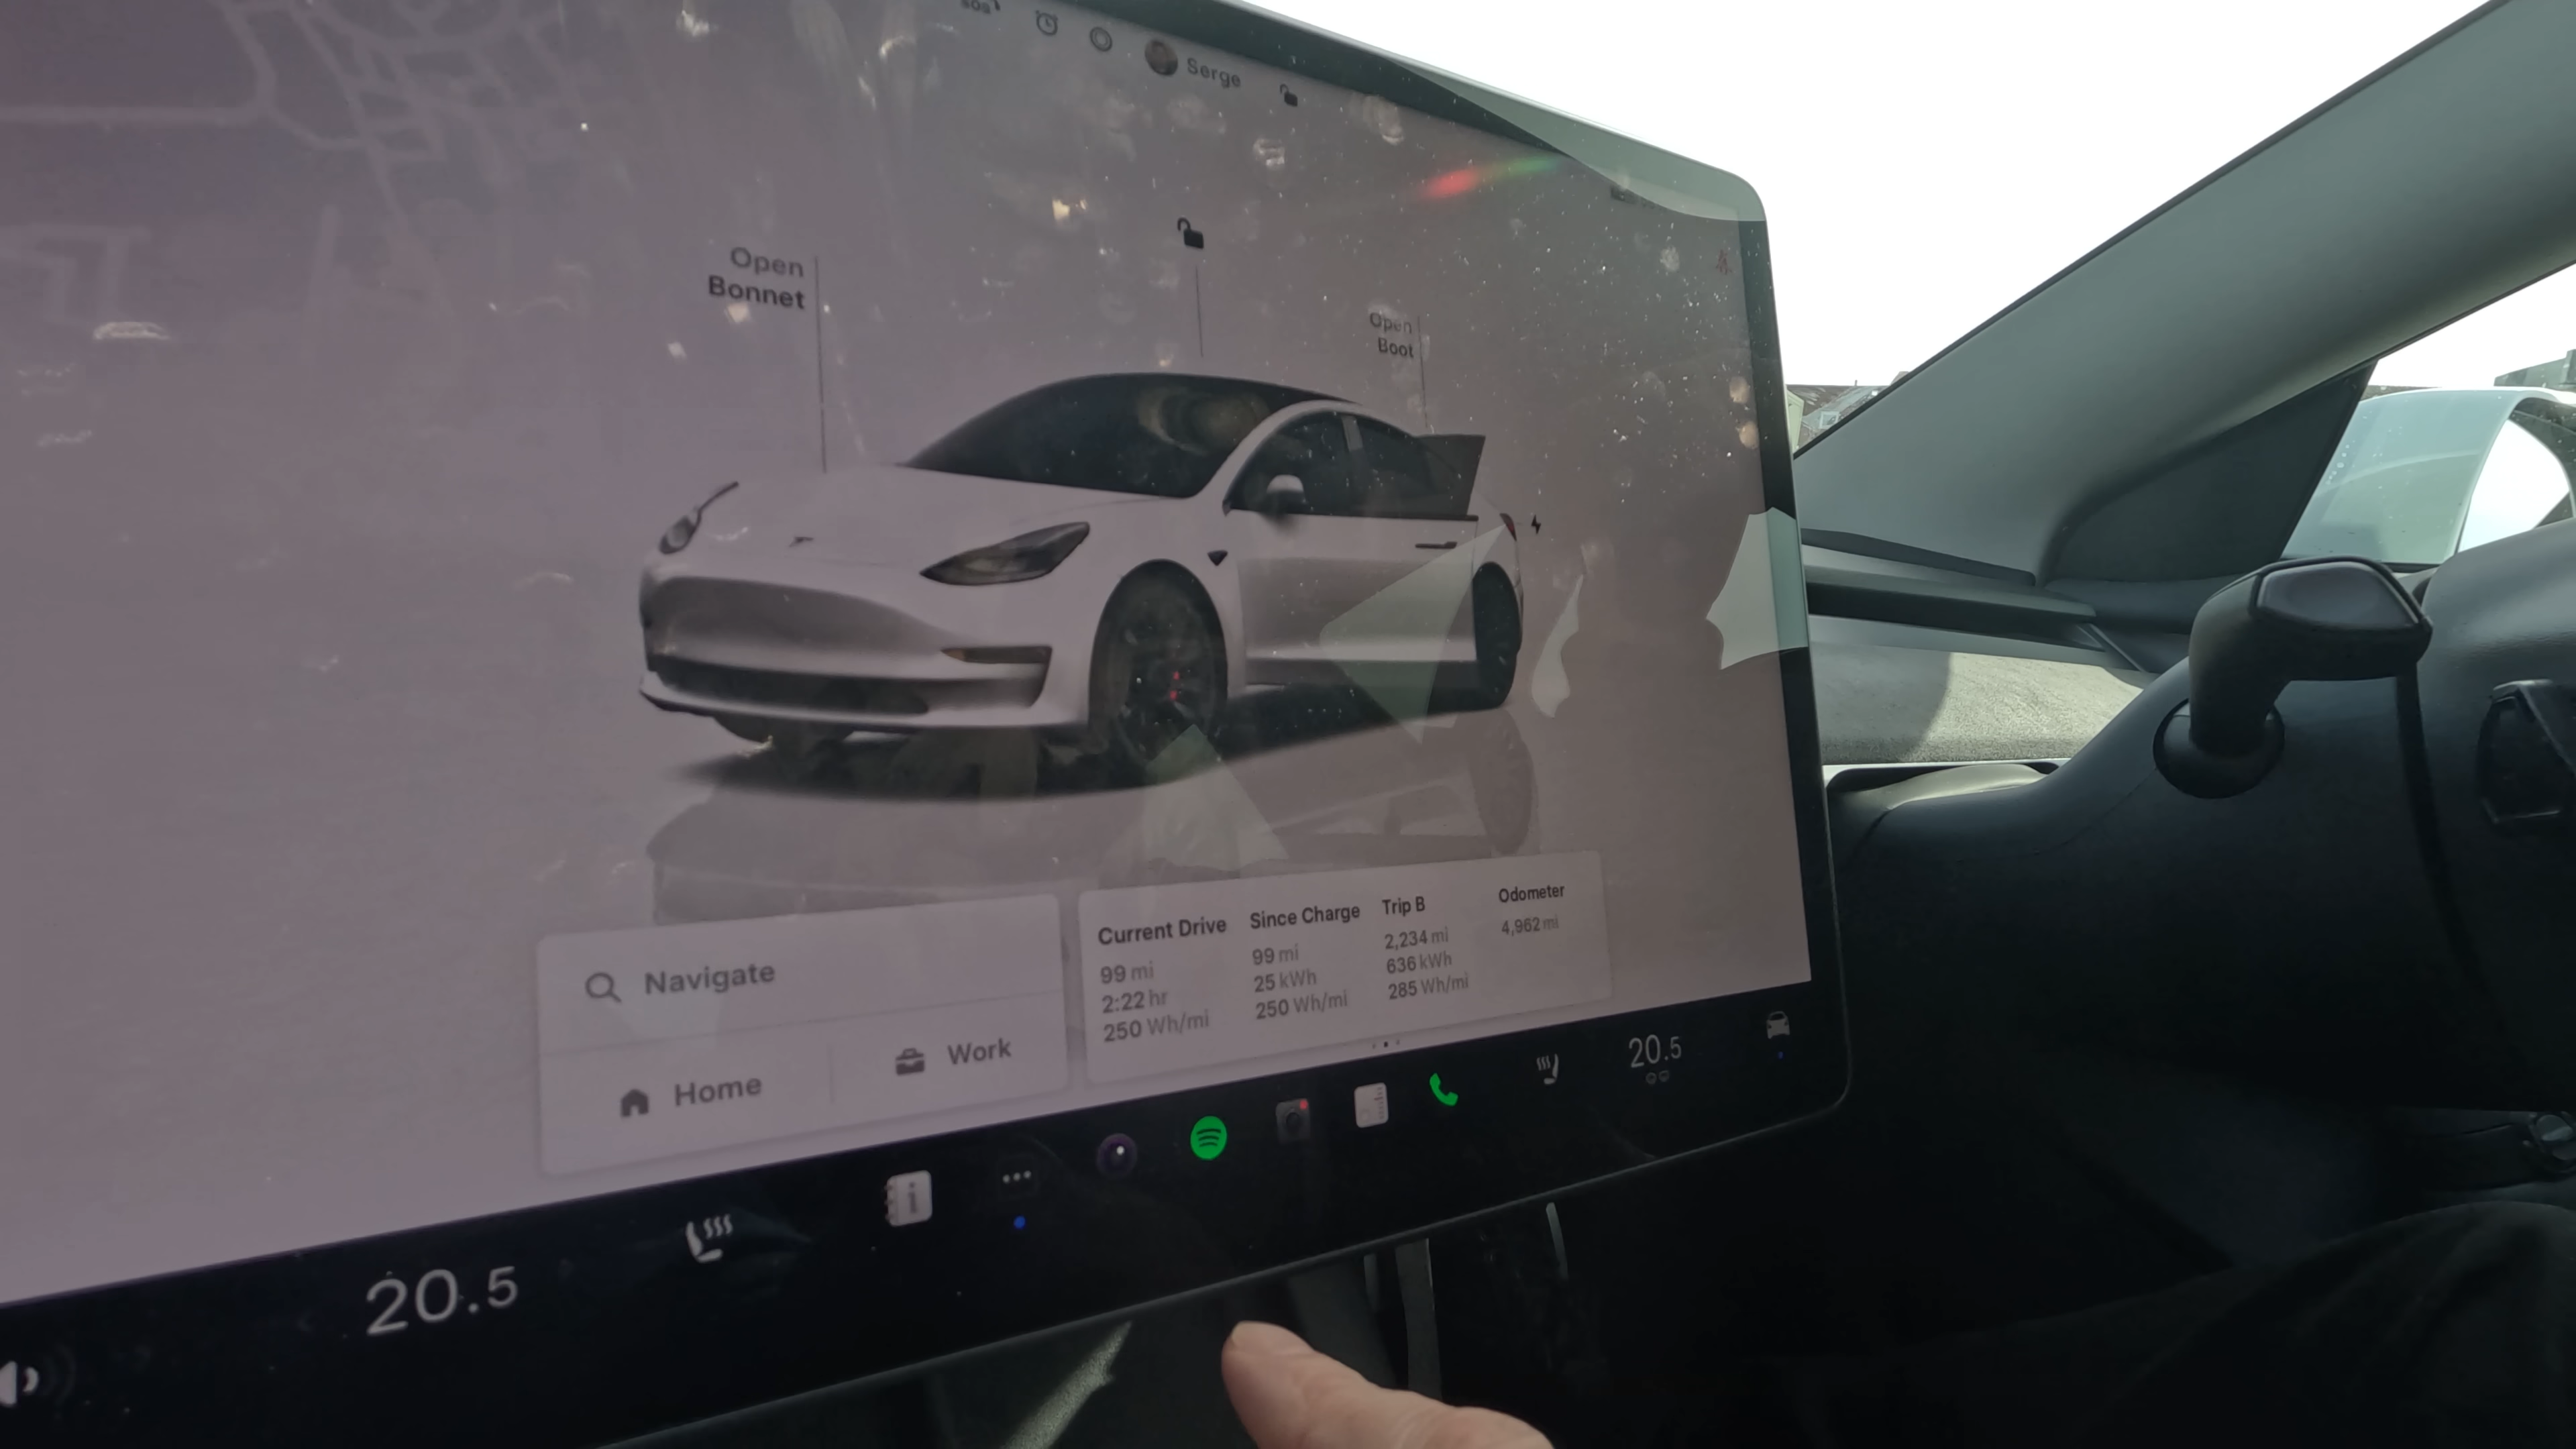 sos
Serge
Open
Bonnet
Open
Boot
Navigate
Home
Work
Current Drive
99 mi
2:22 hr
250 Wh/mi
Since Charge
99 mi
25 kWh
250 Wh/mi
Trip B
2,234 mi
636 kWh
285 Wh/mi
Odometer
4,962 mi
20.5
20.5